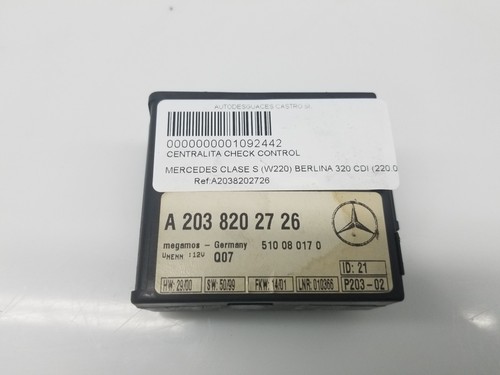 AUTODESGUACES CASTRO SL
0000000001092442
CENTRALITA CHECK CONTROL
MERCEDES CLASE S (W220) BERLINA 320 CDI (220.0
Ref:A2038202726
A 203 820 27 26
megamos - Germany 510 08 017 0
UNENN :12V Q07
ID: 21
HW: 29/00 SW: 50/99 FKW: 14/01 LNR: 010366 P203-02